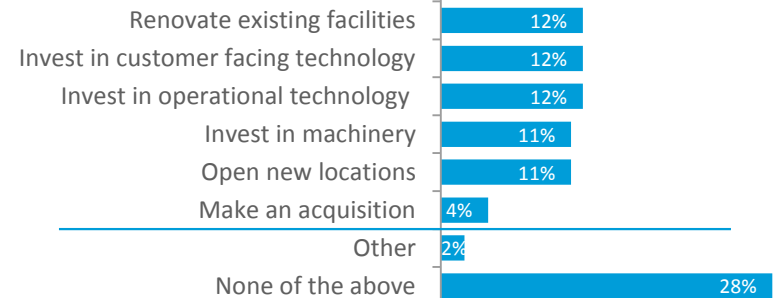 Renovate existing facilities 12%
Invest in customer facing technology 12%
Invest in operational technology 12%
Invest in machinery 11%
Open new locations 11%
Make an acquisition 4%
Other 2%
None of the above 28%